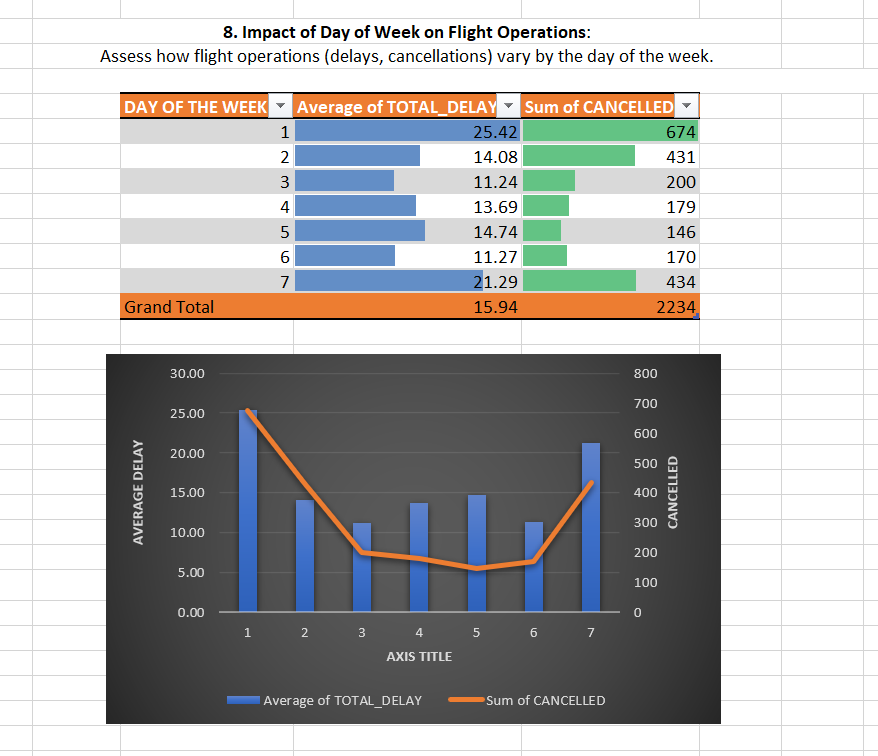 8. Impact of Day of Week on Flight Operations:
Assess how flight operations (delays, cancellations) vary by the day of the week.
DAY OF THE WEEK Average of TOTAL_DELAY Sum of CANCELLED
1 25.42 674
2 14.08 431
3 11.24 200
4 13.69 179
5 14.74 146
6 11.27 170
7 21.29 434
Grand Total 15.94 2234
AVERAGE DELAY
30.00
25.00
20.00
15.00
10.00
5.00
0.00
800
700
600
500
400
300
200
100
0
CANCELLED
1 2 3 4 5 6 7
AXIS TITLE
Average of TOTAL_DELAY Sum of CANCELLED